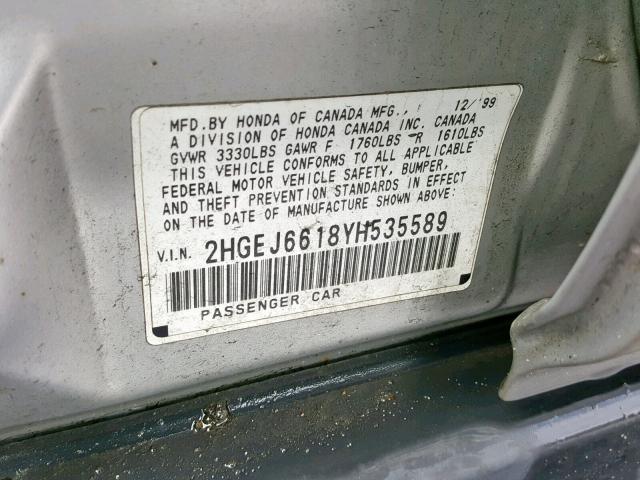 MFD.BY HONDA OF CANADA MFG., 12/'99
A DIVISION OF HONDA CANADA INC. CANADA
GVWR 3330LBS GAWR F 1760LBS R 1610LBS
THIS VEHICLE CONFORMS TO ALL APPLICABLE
FEDERAL MOTOR VEHICLE SAFETY, BUMPER,
AND THEFT PREVENTION STANDARDS IN EFFECT
ON THE DATE OF MANUFACTURE SHOWN ABOVE:
V.I.N. 2HGEJ6618YH535589
PASSENGER CAR